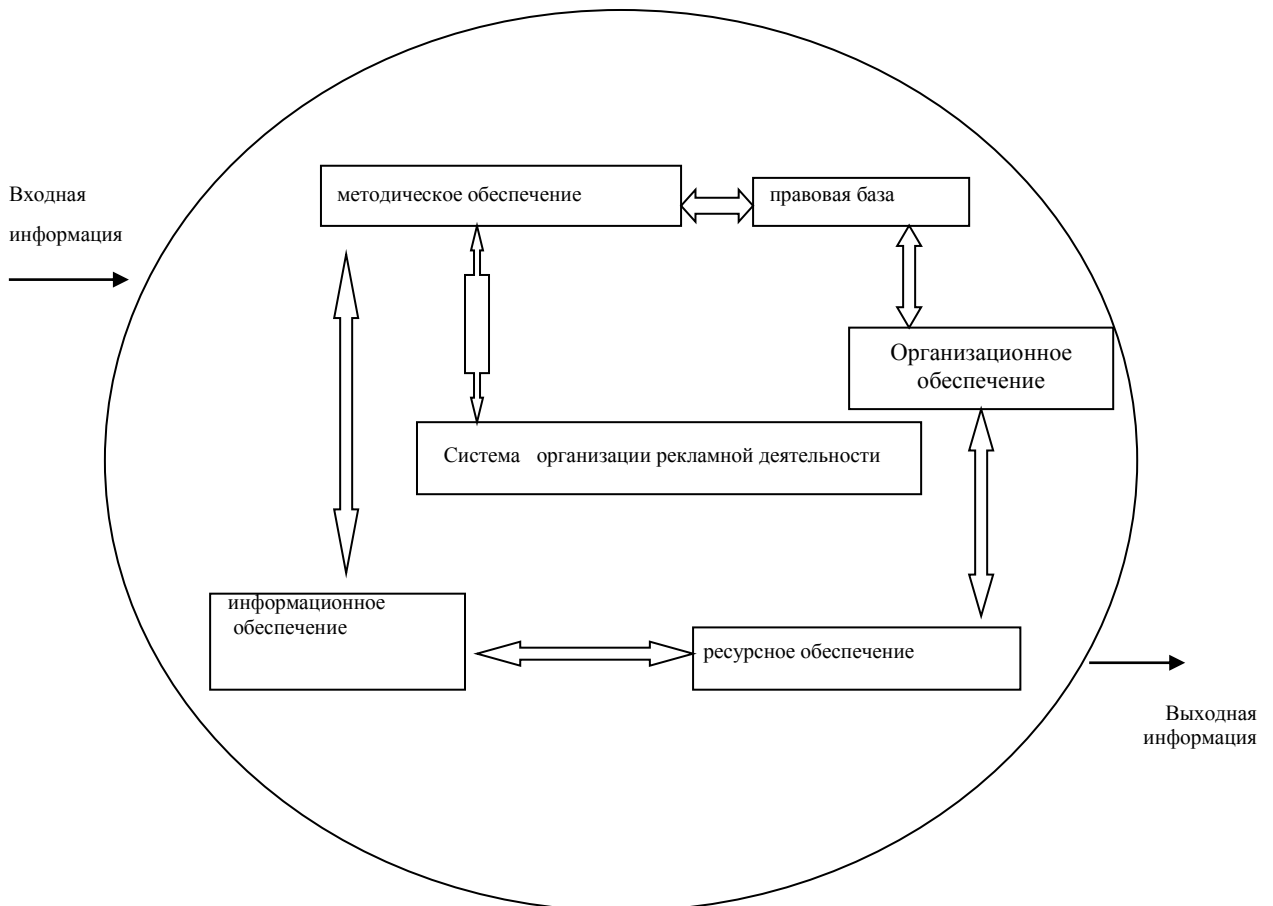 Входная
информация
методическое обеспечение
правовая база
Организационное
обеспечение
Система организации рекламной деятельности
информационное
обеспечение
ресурсное обеспечение
Выходная
информация